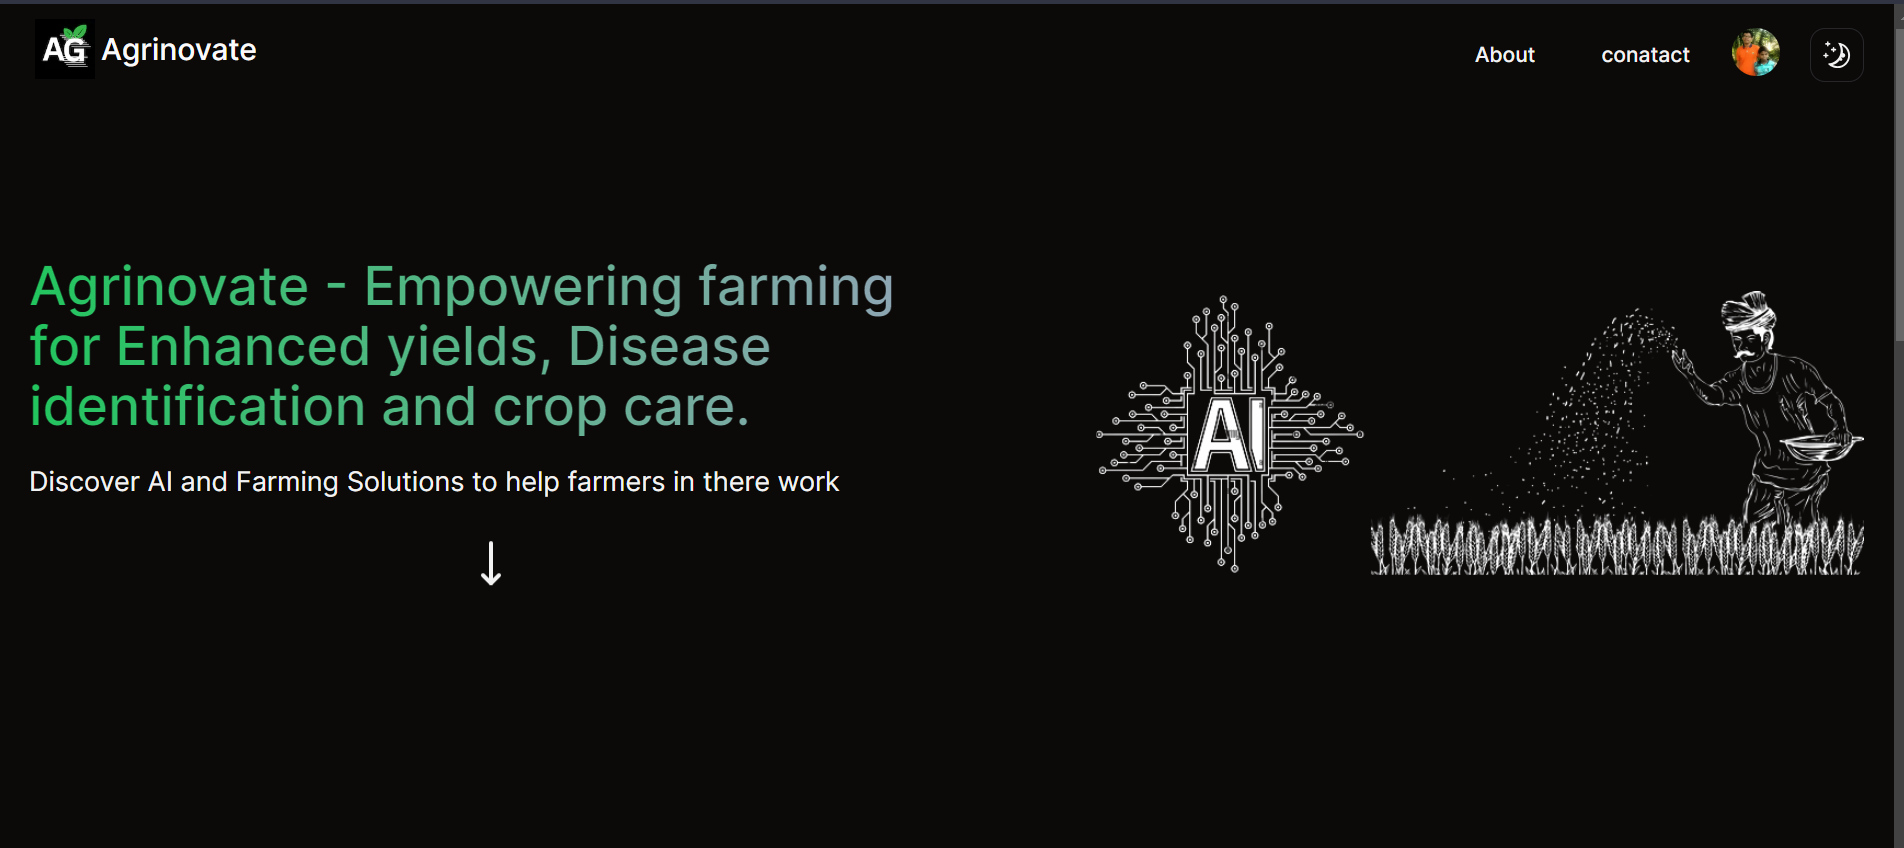 AG Agrinovate
About
conatact
Agrinovate - Empowering farming
for Enhanced yields, Disease
identification and crop care.
Discover AI and Farming Solutions to help farmers in there work
AI